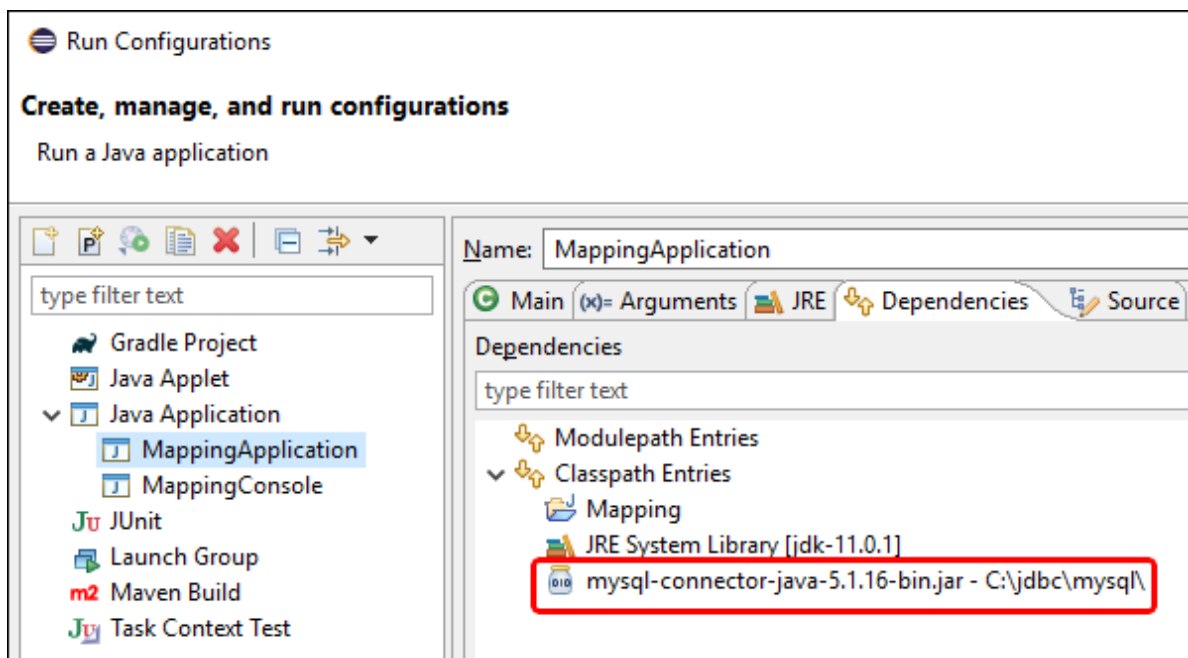 Run Configurations
Create, manage, and run configurations
Run a Java application
type filter text
Gradle Project
Java Applet
Java Application
MappingApplication
MappingConsole
Ju JUnit
Launch Group
m2 Maven Build
Ju Task Context Test
Name: MappingApplication
Main (x)= Arguments JRE Dependencies Source
Dependencies
type filter text
Modulepath Entries
Classpath Entries
Mapping
JRE System Library [jdk-11.0.1]
mysql-connector-java-5.1.16-bin.jar - C:\jdbc\mysql\